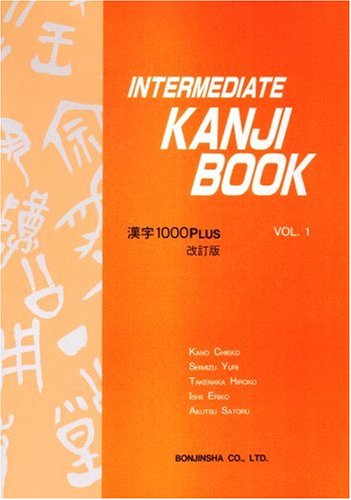 INTERMEDIATE
KANJI
BOOK
漢字1000PLUS
VOL. 1
改訂版
KANO CHIEKO
SHIMIZU YURI
TAKENAKA HIROKO
ISHII ERIKO
AKUTSU SATORU
BONJINSHA CO., LTD.